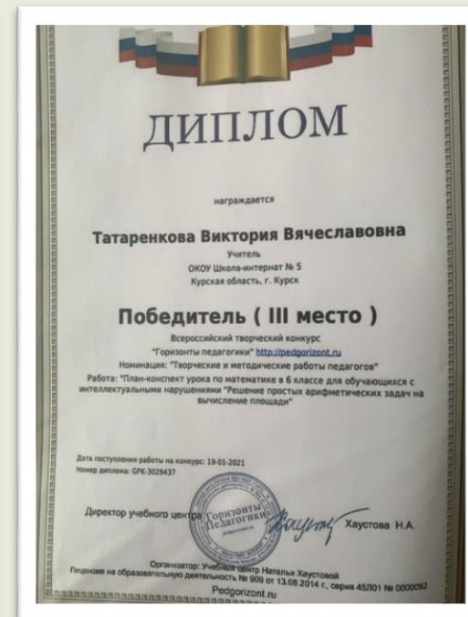 ДИПЛОМ
награждается
Татаренкова Виктория Вячеславовна
Учитель
ОКОУ Школа-интернат № 5
Курская область, г. Курск
Победитель ( III место )
Всероссийский творческий конкурс
"Горизонты педагогики" http://pedgorizont.ru
Номинация: "Творческие и методические работы педагогов"
Работа: "План-конспект урока по математике в 6 классе для обучающихся с
интеллектуальными нарушениями "Решение простых арифметических задач на
вычисление площади"
Дата поступления работы на конкурс: 19-01-2021
Номер диплома: GPK-3029437
Директор учебного центра
Горизонты
Педагогики
Хаустова Н.А.
Организатор: Учебный центр Натальи Хаустовой
Лицензия на образовательную деятельность № 909 от 13.08.2014 г., серия 45Л01 № 0000092
Pedgorizont.ru